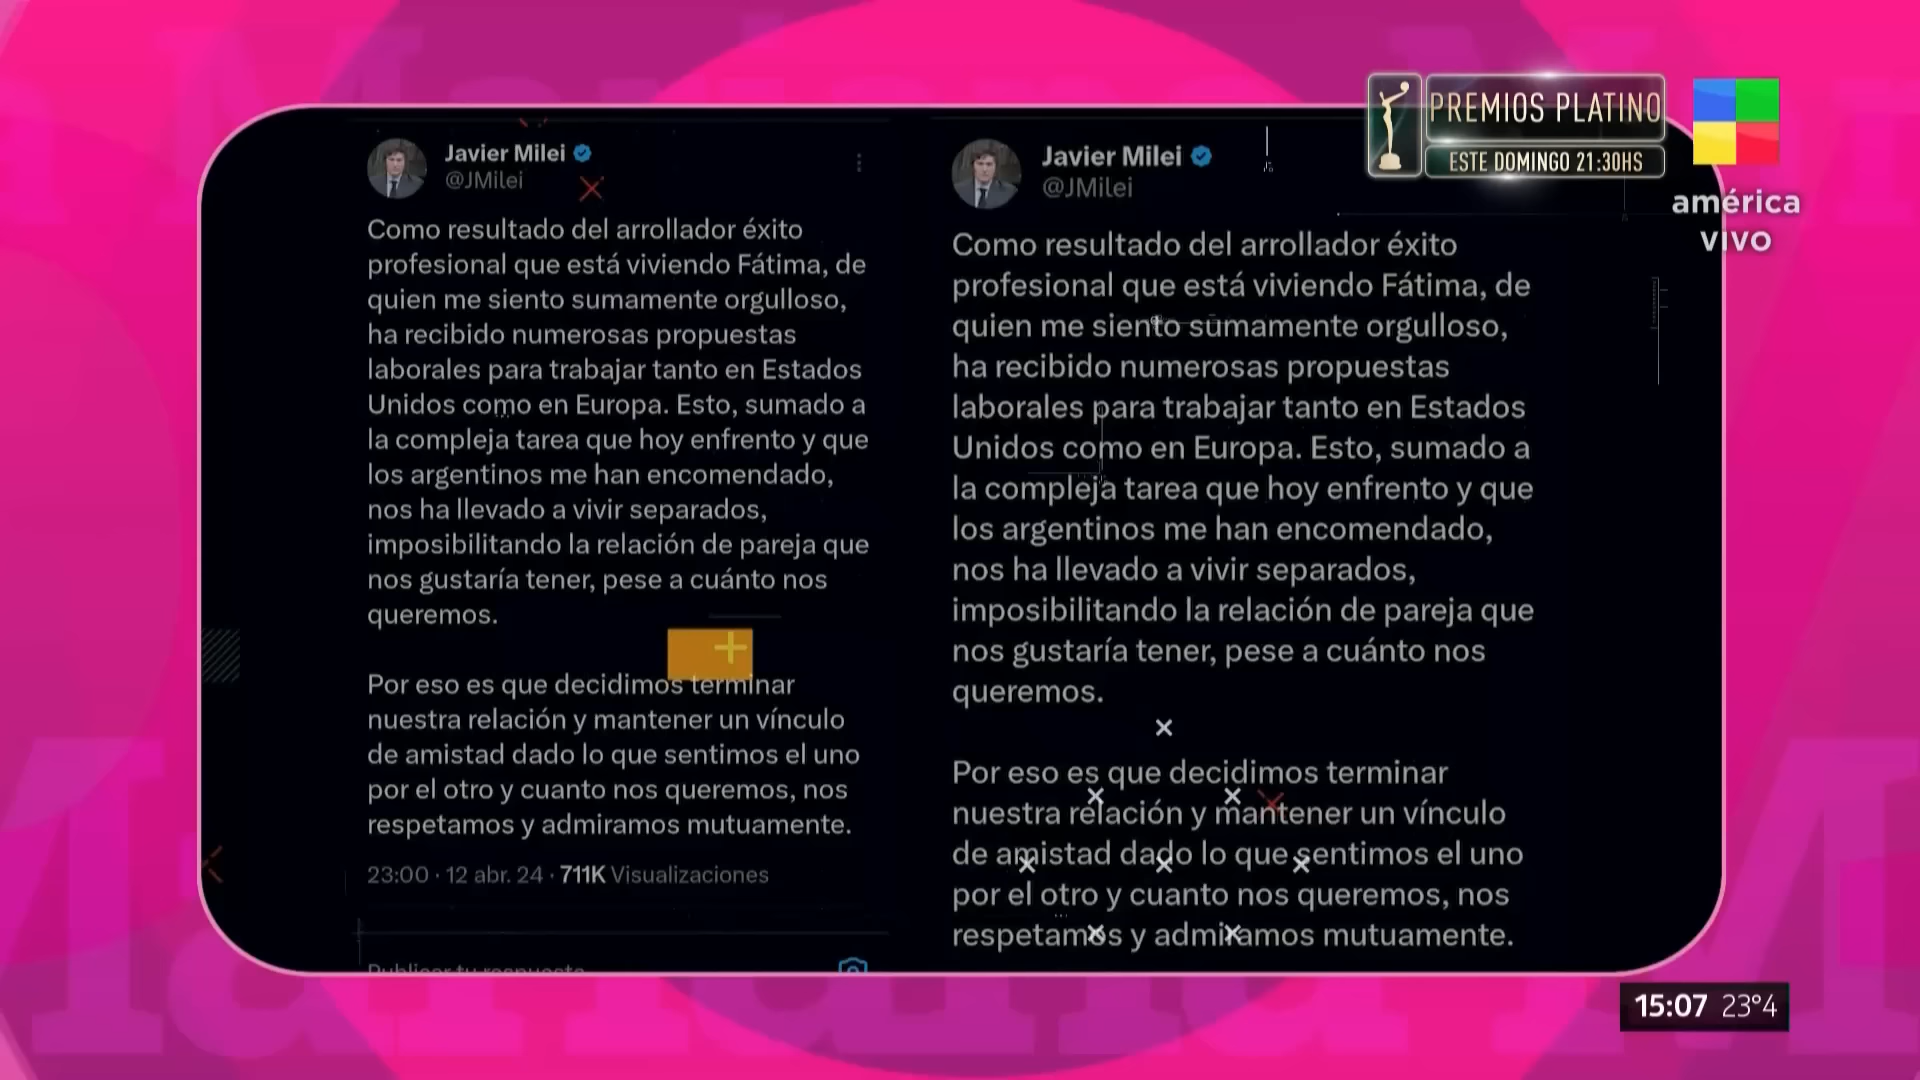 PREMIOS PLATINO
ESTE DOMINGO 21:30HS
américa
VIVO
Javier Milei
@JMilei
Como resultado del arrollador éxito
profesional que está viviendo Fátima, de
quien me siento sumamente orgulloso,
ha recibido numerosas propuestas
laborales para trabajar tanto en Estados
Unidos como en Europa. Esto, sumado a
la compleja tarea que hoy enfrento y que
los argentinos me han encomendado,
nos ha llevado a vivir separados,
imposibilitando la relación de pareja que
nos gustaría tener, pese a cuánto nos
queremos.
Por eso es que decidimos terminar
nuestra relación y mantener un vínculo
de amistad dado lo que sentimos el uno
por el otro y cuanto nos queremos, nos
respetamos y admiramos mutuamente.
23:00 · 12 abr. 24 · 711K Visualizaciones
Publicar tu respuesta
Javier Milei
@JMilei
Como resultado del arrollador éxito
profesional que está viviendo Fátima, de
quien me siento sumamente orgulloso,
ha recibido numerosas propuestas
laborales para trabajar tanto en Estados
Unidos como en Europa. Esto, sumado a
la compleja tarea que hoy enfrento y que
los argentinos me han encomendado,
nos ha llevado a vivir separados,
imposibilitando la relación de pareja que
nos gustaría tener, pese a cuánto nos
queremos.
Por eso es que decidimos terminar
nuestra relación y mantener un vínculo
de amistad dado lo que sentimos el uno
por el otro y cuanto nos queremos, nos
respetamos y admiramos mutuamente.
15:07 23°4